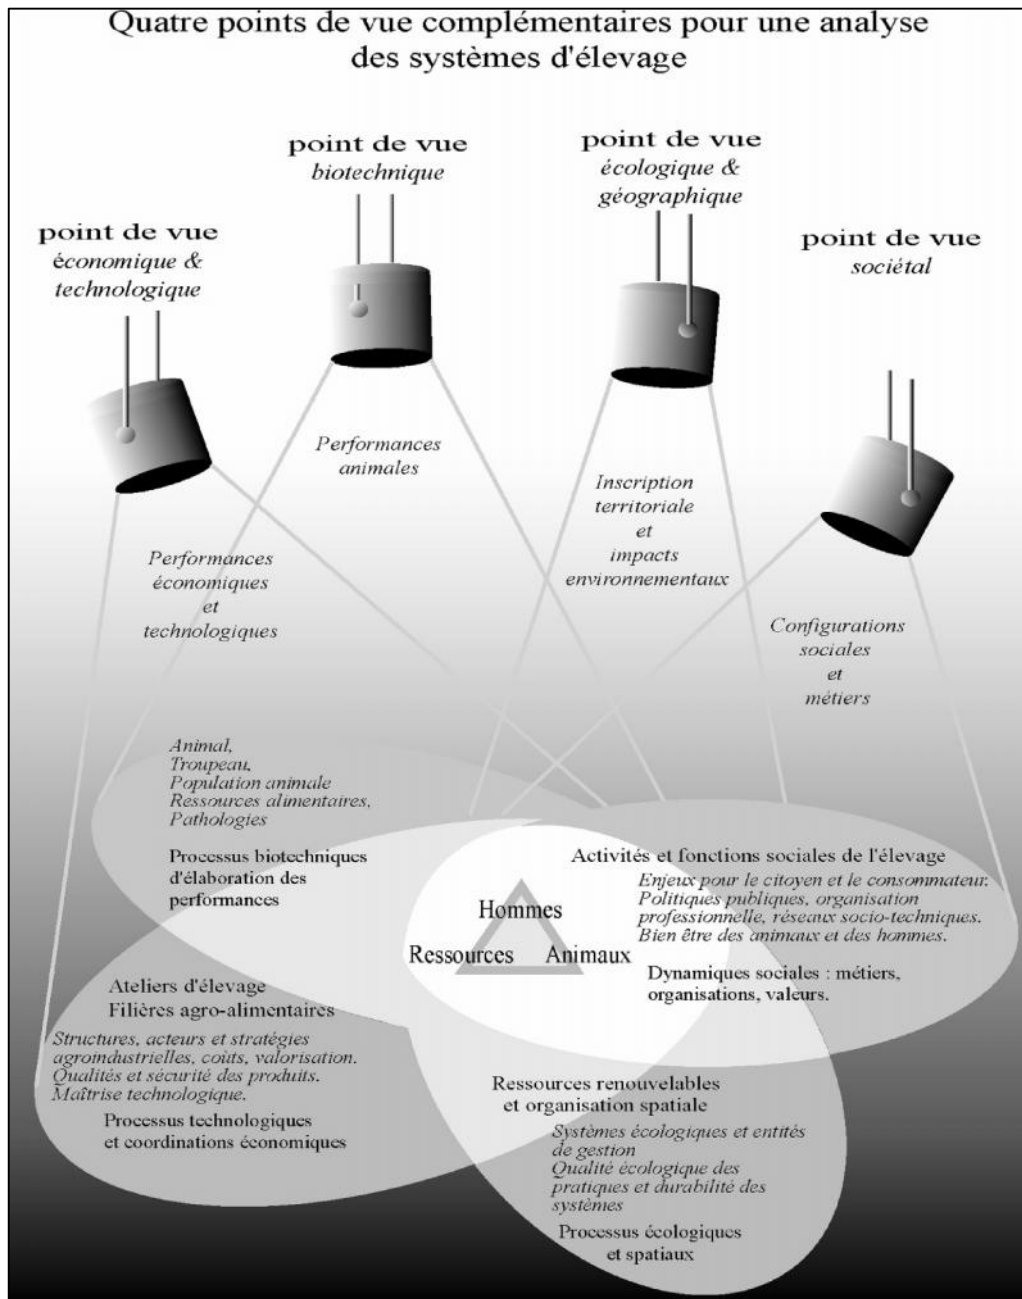 Quatre points de vue complémentaires pour une analyse
des systèmes d'élevage
point de vue
biotechnique
point de vue
écologique &
géographique
point de vue
économique &
technologique
point de vue
sociétal
Performances
animales
Inscription
territoriale
et
impacts
environnementaux
Performances
économiques
et
technologiques
Configurations
sociales
et
métiers
Animal,
Troupeau,
Population animale
Ressources alimentaires,
Pathologies
Processus biotechniques
d'élaboration des
performances
Activités et fonctions sociales de l'élevage
Enjeux pour le citoyen et le consommateur.
Politiques publiques, organisation
professionnelle, réseaux socio-techniques.
Bien être des animaux et des hommes.
Dynamiques sociales : métiers,
organisations, valeurs.
Hommes
Ressources Animaux
Ateliers d'élevage
Filières agro-alimentaires
Structures, acteurs et stratégies
agroindustrielles, coûts, valorisation.
Qualités et sécurité des produits.
Maîtrise technologique.
Processus technologiques
et coordinations économiques
Ressources renouvelables
et organisation spatiale
Systèmes écologiques et entités
de gestion
Qualité écologique des
pratiques et durabilité des
systèmes
Processus écologiques
et spatiaux